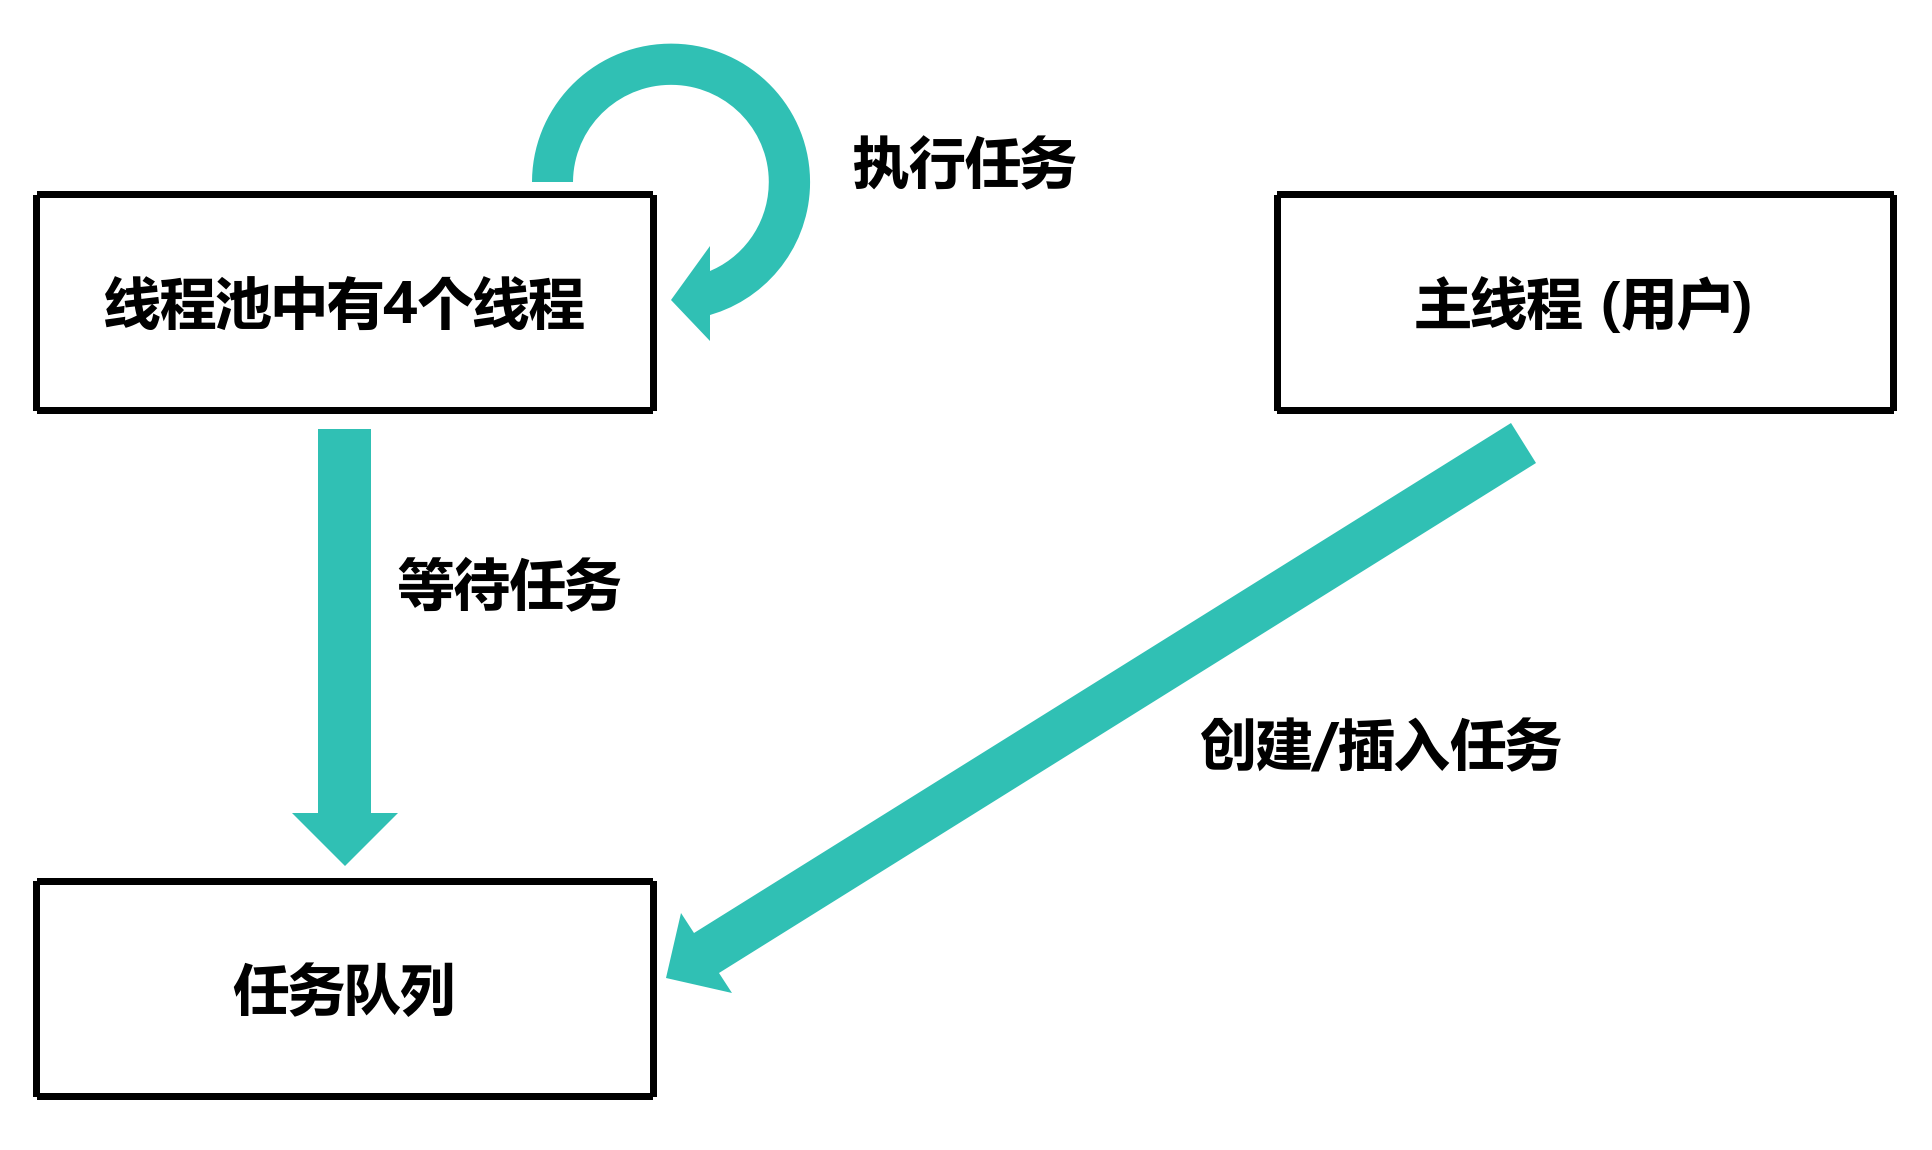 执行任务
线程池中有4个线程
主线程 (用户)
等待任务
创建/插入任务
任务队列